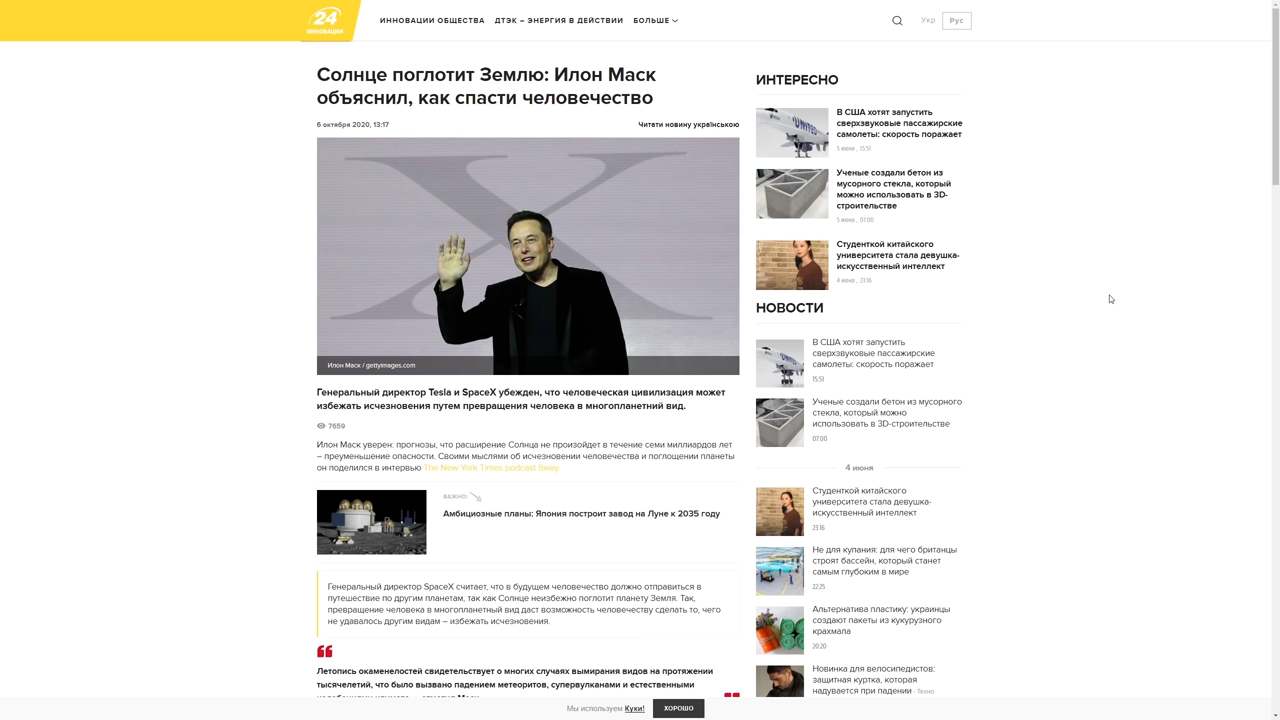 24
ИННОВАЦИИ
ИННОВАЦИИ ОБЩЕСТВА
ДТЭК – ЭНЕРГИЯ В ДЕЙСТВИИ
БОЛЬШЕ
Укр
Рус
Солнце поглотит Землю: Илон Маск
объяснил, как спасти человечество
6 октября 2020, 13:17
Читати новину українською
Илон Маск / gettyimages.com
Генеральный директор Tesla и SpaceX убежден, что человеческая цивилизация может
избежать исчезновения путем превращения человека в многопланетний вид.
7659
Илон Маск уверен: прогнозы, что расширение Солнца не произойдет в течение семи миллиардов лет
– преуменьшение опасности. Своими мыслями об исчезновении человечества и поглощении планеты
он поделился в интервью The New York Times podcast Sway.
ВАЖНО:
Амбициозные планы: Япония построит завод на Луне к 2035 году
Генеральный директор SpaceX считает, что в будущем человечество должно отправиться в
путешествие по другим планетам, так как Солнце неизбежно поглотит планету Земля. Так,
превращение человека в многопланетный вид даст возможность человечеству сделать то, чего
не удавалось другим видам – избежать исчезновения.
Летопись окаменелостей свидетельствует о многих случаях вымирания видов на протяжении
тысячелетий, что было вызвано падением метеоритов, супервулканами и естественными
ИНТЕРЕСНО
UNITED
В США хотят запустить
сверхзвуковые пассажирские
самолеты: скорость поражает
5 июня , 15:51
Ученые создали бетон из
мусорного стекла, который
можно использовать в 3D-
строительстве
5 июня , 07:00
Студенткой китайского
университета стала девушка-
искусственный интеллект
4 июня , 23:16
НОВОСТИ
В США хотят запустить
сверхзвуковые пассажирские
самолеты: скорость поражает
15:51
Ученые создали бетон из мусорного
стекла, который можно
использовать в 3D-строительстве
07:00
4 июня
Студенткой китайского
университета стала девушка-
искусственный интеллект
23:16
Не для купания: для чего британцы
строят бассейн, который станет
самым глубоким в мире
22:25
Альтернатива пластику: украинцы
создают пакеты из кукурузного
крахмала
20:20
Новинка для велосипедистов:
защитная куртка, которая
надувается при падении - Техно
Мы используем Куки!
ХОРОШО